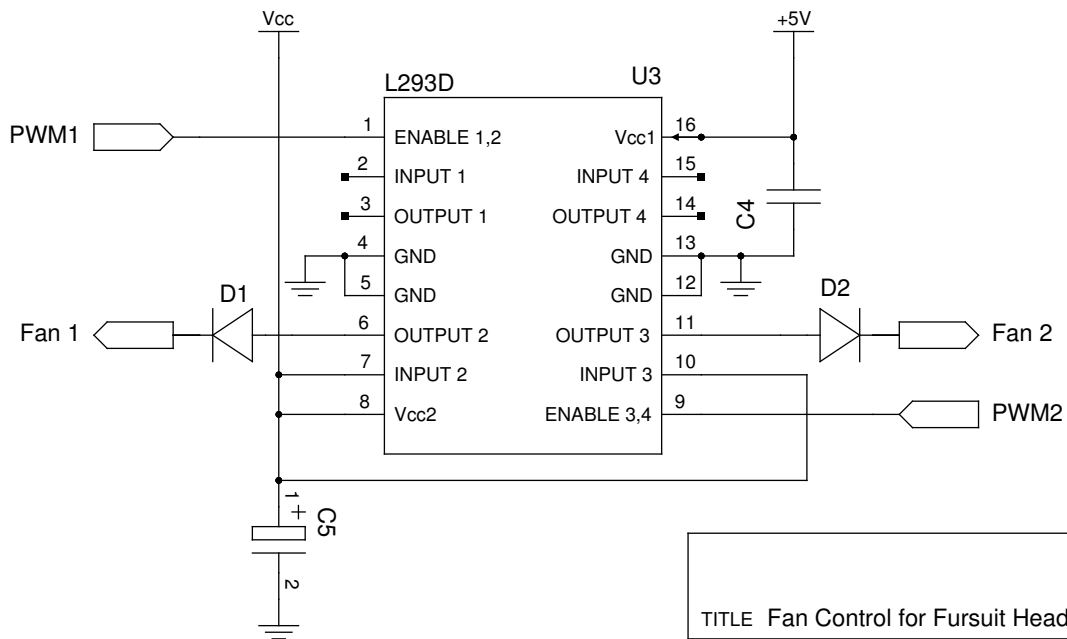 Vcc
+5V
L293D
U3
PWM1
1
ENABLE 1,2
Vcc1
16
2
INPUT 1
INPUT 4
15
3
OUTPUT 1
OUTPUT 4
14
C4
4
GND
GND
13
5
GND
GND
12
D1
D2
Fan 1
6
OUTPUT 2
OUTPUT 3
11
Fan 2
7
INPUT 2
INPUT 3
10
8
Vcc2
ENABLE 3,4
9
PWM2
1
+
C5
2
TITLE Fan Control for Fursuit Head